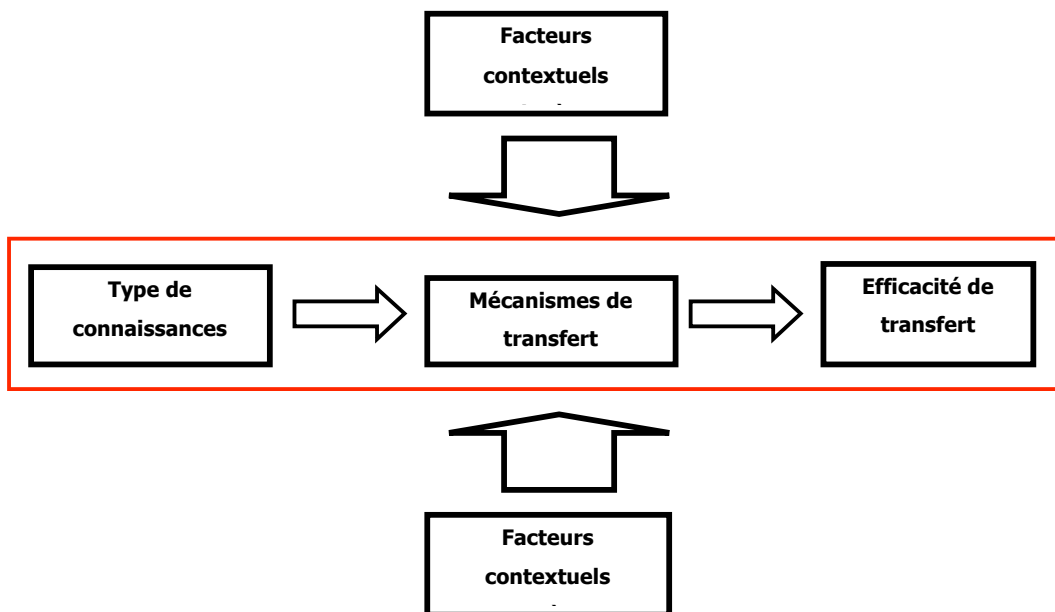 Facteurs
contextuels
Type de
connaissances
Mécanismes de
transfert
Efficacité de
transfert
Facteurs
contextuels